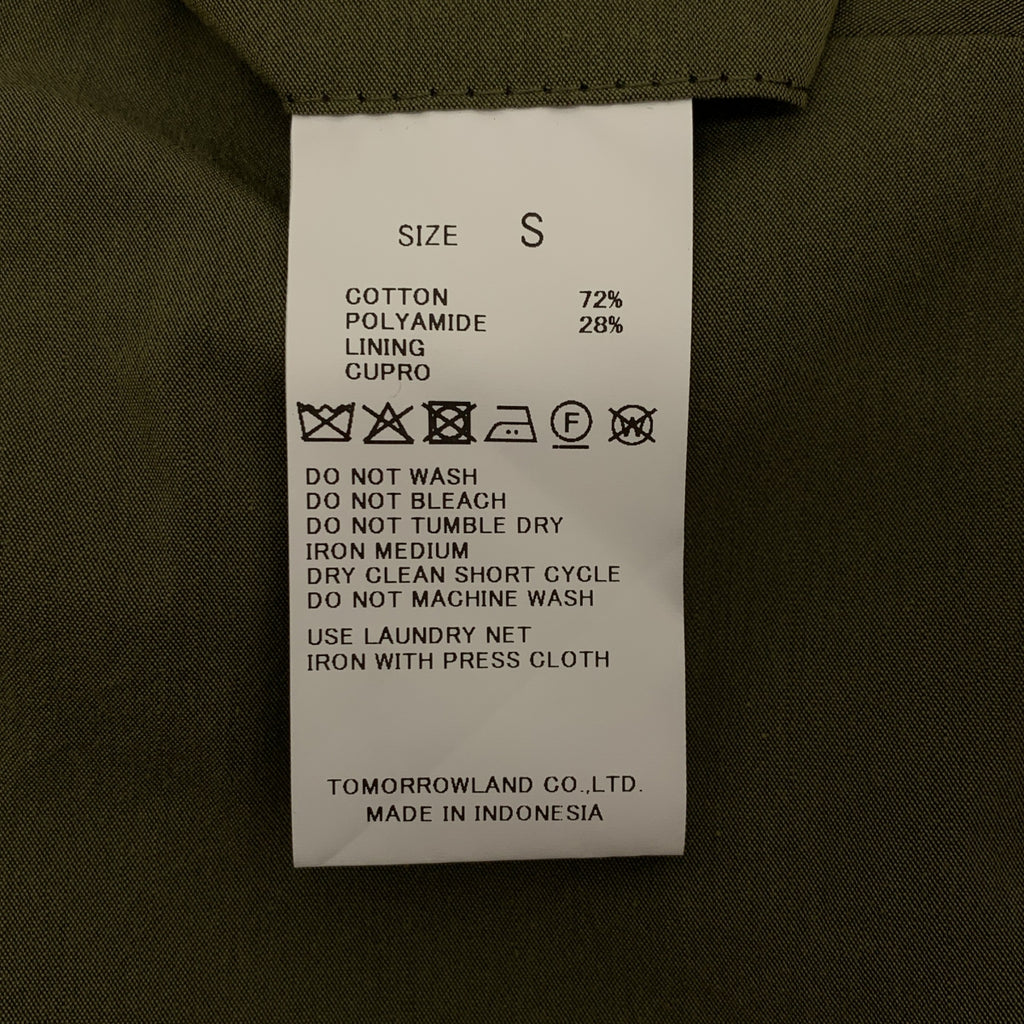 SIZE S
COTTON 72%
POLYAMIDE 28%
LINING
CUPRO
F W
DO NOT WASH
DO NOT BLEACH
DO NOT TUMBLE DRY
IRON MEDIUM
DRY CLEAN SHORT CYCLE
DO NOT MACHINE WASH
USE LAUNDRY NET
IRON WITH PRESS CLOTH
TOMORROWLAND CO.,LTD.
MADE IN INDONESIA